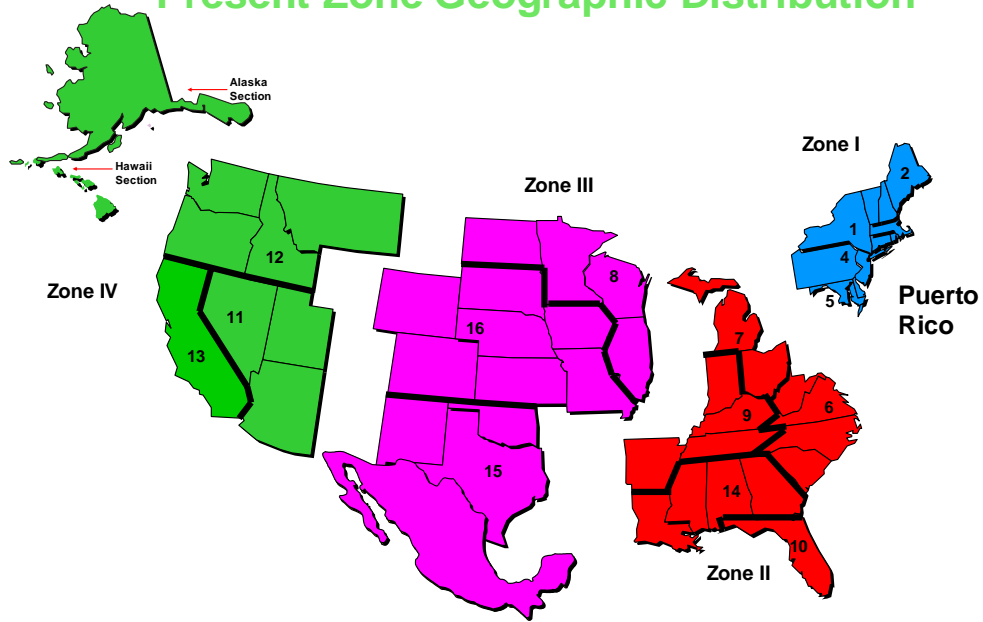 Present Zone Geographic Distribution
Alaska
Section
1
Hawaii
Section
Zone I
2
Zone III
1
12
8
4
Zone IV
5
Puerto
Rico
11
16
13
7
9
6
15
14
10
Zone II